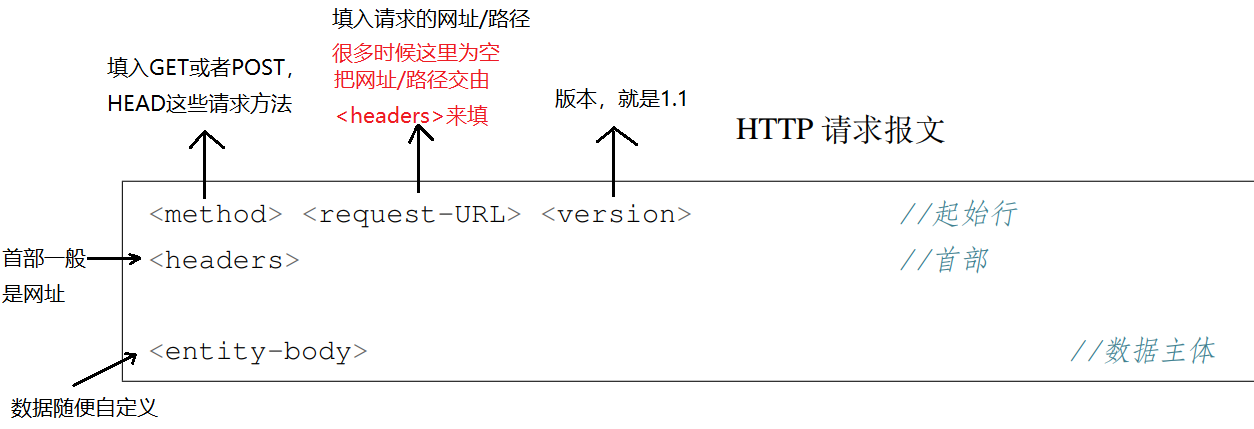 填入请求的网址/路径
很多时候这里为空
把网址/路径交由
<headers>来填
填入GET或者POST，
HEAD这些请求方法
版本，就是1.1
HTTP 请求报文
<method> <request-URL> <version> //起始行
首部一般
是网址
<headers> //首部
<entity-body> //数据主体
数据随便自定义